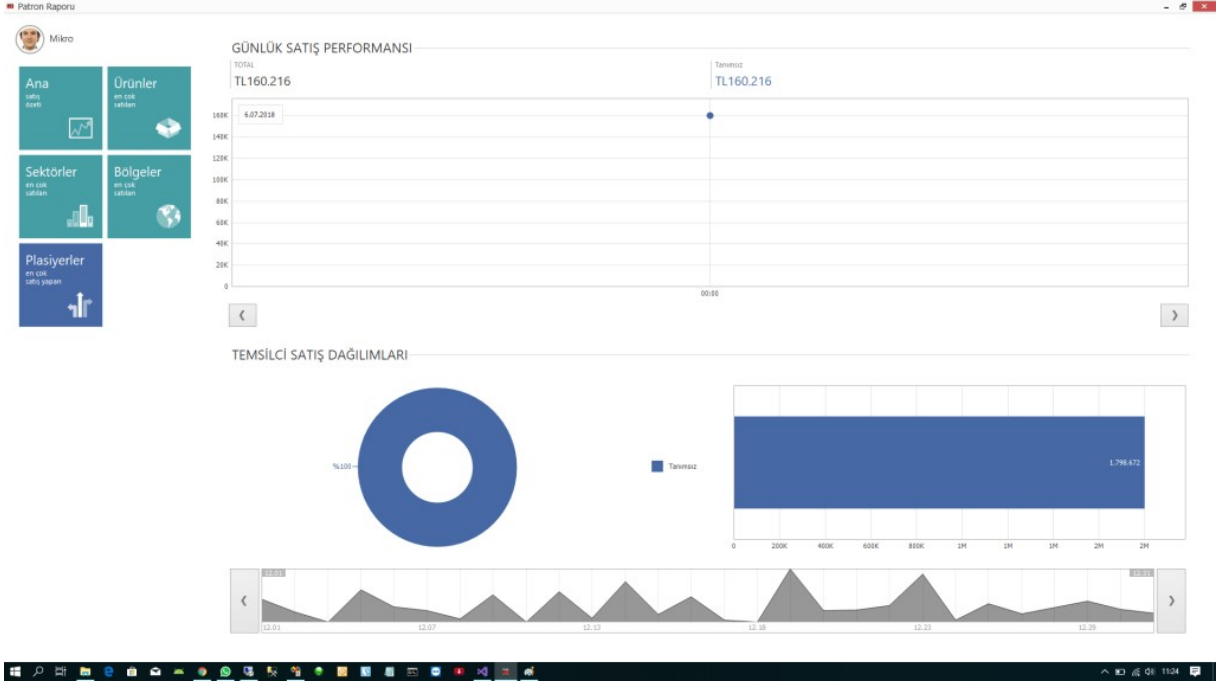 Patron Raporu
Mikro
Ana
satış
özeti
Ürünler
en çok
satılan
Sektörler
en çok
satılan
Bölgeler
en çok
satılan
Plasiyerler
en çok
satış yapan
GÜNLÜK SATIŞ PERFORMANSI
TOTAL
TL160.216
Tanımsız
TL160.216
6.07.2018
160K
140K
120K
100K
80K
60K
40K
20K
0
00:00
TEMSİLCİ SATIŞ DAĞILIMLARI
%100
Tanımsız
1.798.672
0 200K 400K 600K 800K 1M 1M 1M 2M 2M
12.01 12.31
12.01 12.07 12.13 12.18 12.23 12.29
11:24